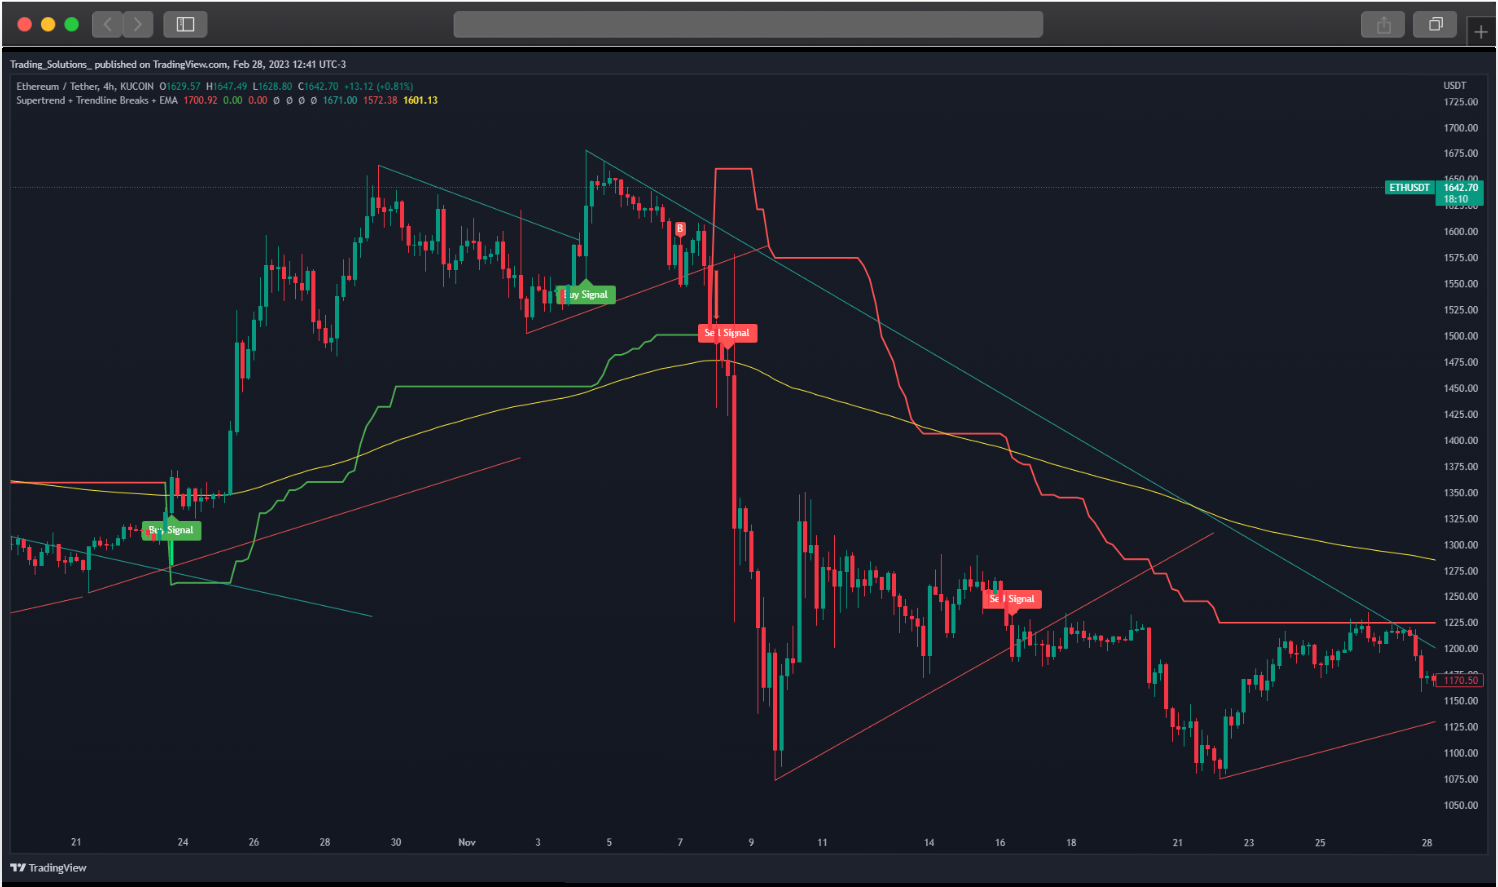 Trading_Solutions_ published on TradingView.com, Feb 28, 2023 12:41 UTC-3
Ethereum / Tether, 4h, KUCOIN O1629.57 H1647.49 L1628.80 C1642.70 +13.12 (+0.81%)
Supertrend + Trendline Breaks + EMA 1700.92 0.00 0.00 Ø Ø Ø Ø 1671.00 1572.38 1601.13
USDT
1725.00
1700.00
1675.00
1650.00
ETHUSDT 1642.70
18:10
1625.00
B
1600.00
1575.00
1550.00
Buy Signal
1525.00
Sell Signal
1500.00
1475.00
1450.00
1425.00
1400.00
1375.00
1350.00
1325.00
Buy Signal
1300.00
1275.00
1250.00
Sell Signal
1225.00
1200.00
1175.00
1170.50
1150.00
1125.00
1100.00
1075.00
1050.00
21 24 26 28 30 Nov 3 5 7 9 11 14 16 18 21 23 25 28
TradingView